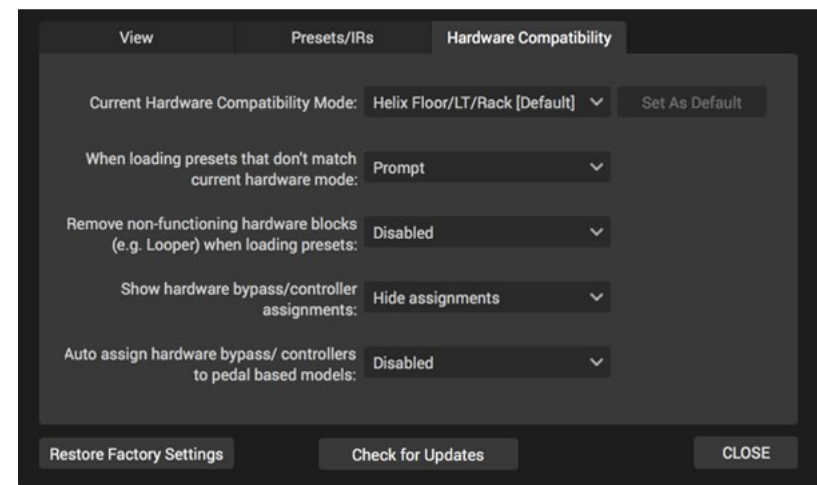 View Presets/IRs Hardware Compatibility
Current Hardware Compatibility Mode: Helix Floor/LT/Rack [Default] Set As Default
When loading presets that don't match
current hardware mode: Prompt
Remove non-functioning hardware blocks
(e.g. Looper) when loading presets: Disabled
Show hardware bypass/controller
assignments: Hide assignments
Auto assign hardware bypass/ controllers
to pedal based models: Disabled
Restore Factory Settings Check for Updates CLOSE